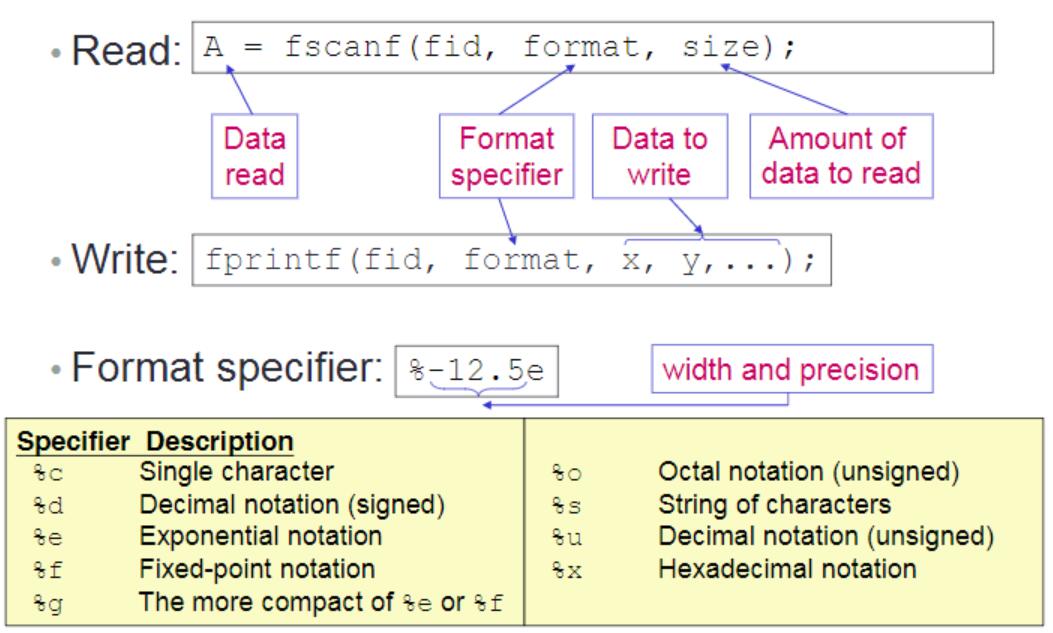 • Read: A = fscanf(fid, format, size);
Data read
Format specifier
Data to write
Amount of data to read
• Write: fprintf(fid, format, x, y,...);
• Format specifier: %-12.5e
width and precision
Specifier Description
%c Single character
%d Decimal notation (signed)
%e Exponential notation
%f Fixed-point notation
%g The more compact of %e or %f
%o Octal notation (unsigned)
%s String of characters
%u Decimal notation (unsigned)
%x Hexadecimal notation